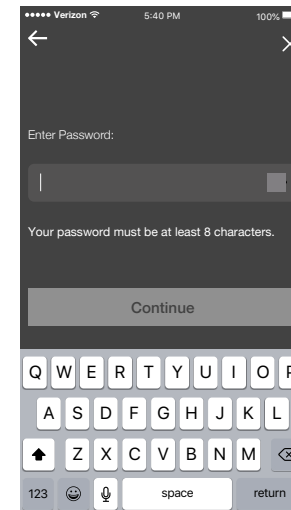 Verizon 5:40 PM 100%
Enter Password:
Your password must be at least 8 characters.
Continue
Q W E R T Y U I O P
A S D F G H J K L
Z X C V B N M
123 space return